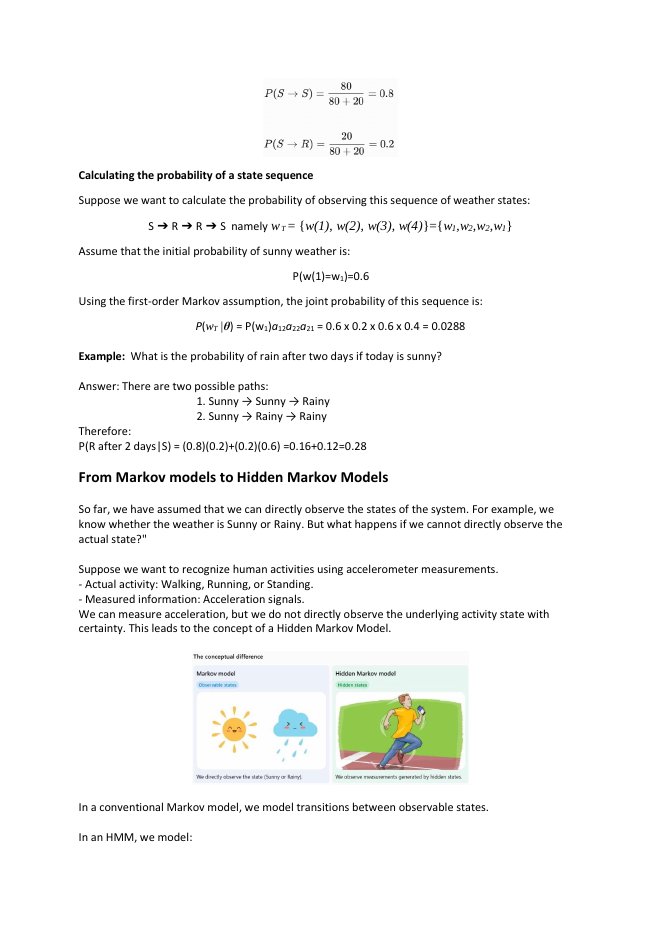 P(S → S) = 80 / (80 + 20) = 0.8
P(S → R) = 20 / (80 + 20) = 0.2
Calculating the probability of a state sequence
Suppose we want to calculate the probability of observing this sequence of weather states:
S ➔ R ➔ R ➔ S namely w_T = {w(1), w(2), w(3), w(4)}={w₁,w₂,w₂,w₁}
Assume that the initial probability of sunny weather is:
P(w(1)=w₁)=0.6
Using the first-order Markov assumption, the joint probability of this sequence is:
P(w_T |θ) = P(w₁)a₁₂a₂₂a₂₁ = 0.6 x 0.2 x 0.6 x 0.4 = 0.0288
Example: What is the probability of rain after two days if today is sunny?
Answer: There are two possible paths:
1. Sunny → Sunny → Rainy
2. Sunny → Rainy → Rainy
Therefore:
P(R after 2 days|S) = (0.8)(0.2)+(0.2)(0.6) =0.16+0.12=0.28
From Markov models to Hidden Markov Models
So far, we have assumed that we can directly observe the states of the system. For example, we
know whether the weather is Sunny or Rainy. But what happens if we cannot directly observe the
actual state?"
Suppose we want to recognize human activities using accelerometer measurements.
- Actual activity: Walking, Running, or Standing.
- Measured information: Acceleration signals.
We can measure acceleration, but we do not directly observe the underlying activity state with
certainty. This leads to the concept of a Hidden Markov Model.
The conceptual difference
Markov model
Observable states
We directly observe the state (Sunny or Rainy).
Hidden Markov model
Hidden states
We observe measurements generated by hidden states.
In a conventional Markov model, we model transitions between observable states.
In an HMM, we model: